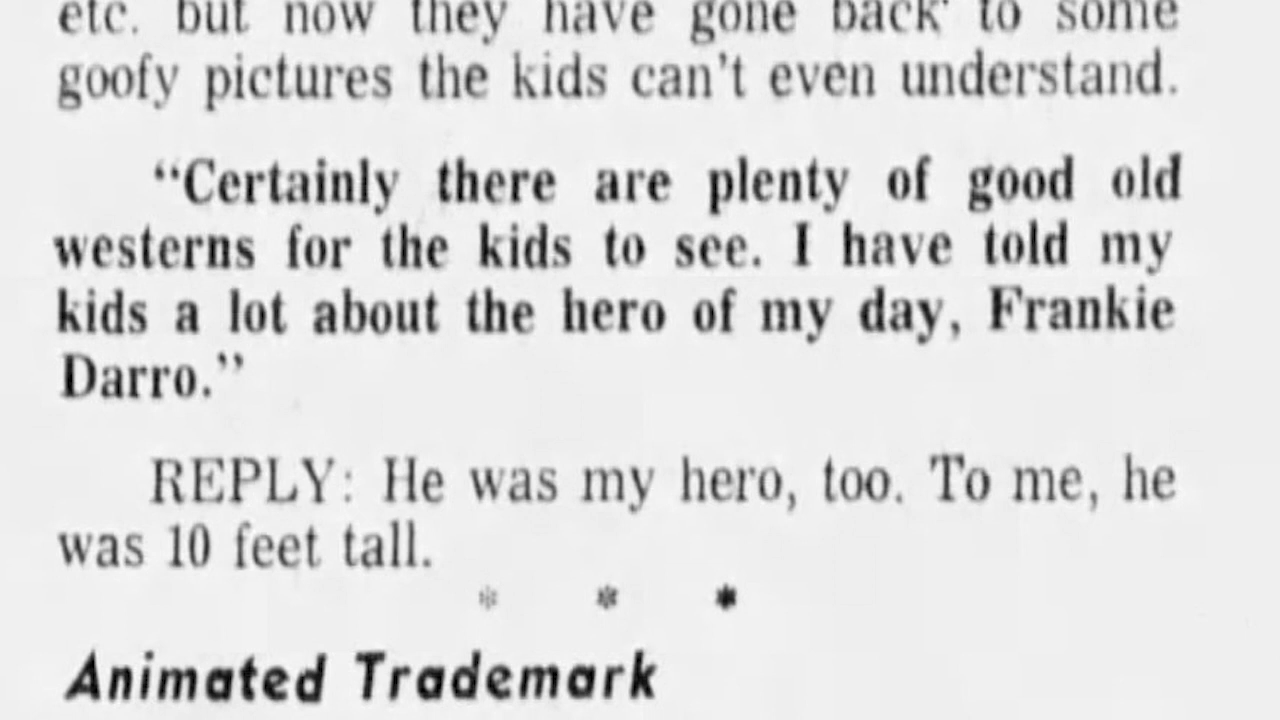 etc. but now they have gone back to some
goofy pictures the kids can't even understand.
“Certainly there are plenty of good old
westerns for the kids to see. I have told my
kids a lot about the hero of my day, Frankie
Darro.”
REPLY: He was my hero, too. To me, he
was 10 feet tall.
* * *
Animated Trademark